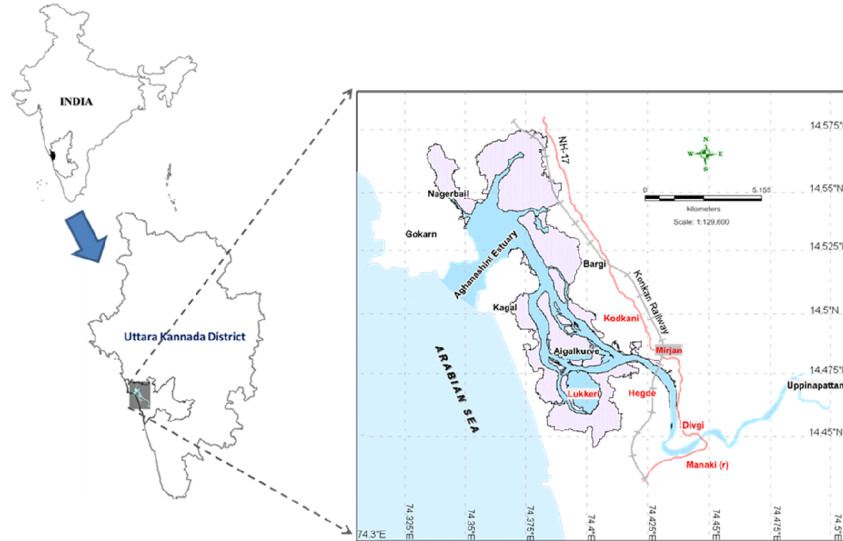 INDIA
Uttara Kannada District
14.575°N
NH-17
N
W
E
S
14.55°N
0
5.155
kilometers
Scale: 1:129,600
Nagerbail
Gokarn
14.525°N
Aghanashini Estuary
Bargi
Konkan Railway
Kagal
14.5°N
Kodkani
ARABIAN SEA
Aigalkurve
Mirjan
14.475°N
Uppinapattan
Lukkeri
Hegde
Divgi
14.45°N
Manaki (r)
74.3°E
74.325°E
74.35°E
74.375°E
74.4°E
74.425°E
74.45°E
74.475°E